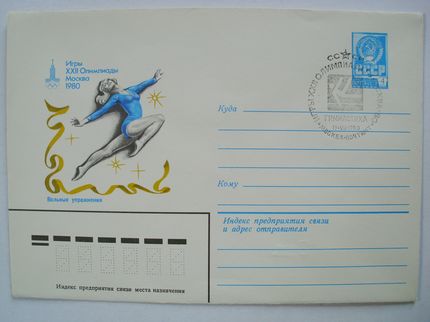 Игры
XXII Олимпиады
Москва
1980
Вольные упражнения
СССР
ГИМНАСТИКА
Куда
Кому
Индекс предприятия связи
и адрес отправителя
Индекс предприятия связи места назначения